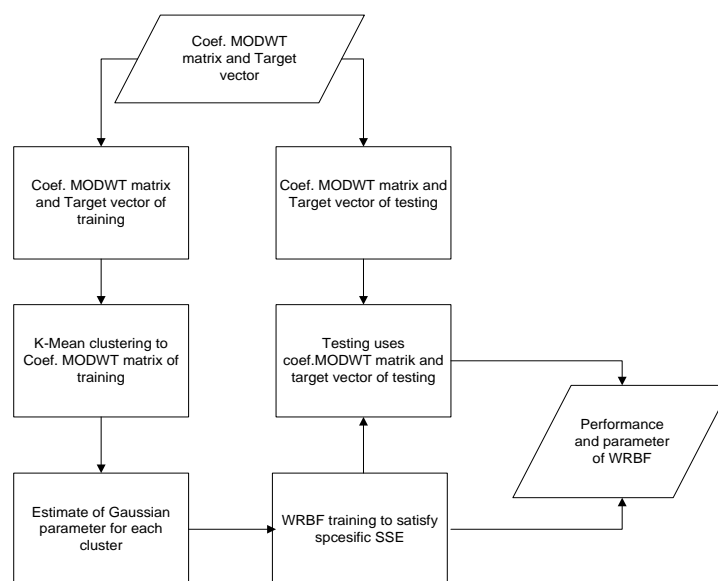 Coef. MODWT
matrix and Target
vector
Coef. MODWT matrix
and Target vector of
training
Coef. MODWT matrix and
Target vector of testing
K-Mean clustering to
Coef. MODWT matrix of
training
Testing uses
coef.MODWT matrik and
target vector of testing
Performance
and parameter
of WRBF
Estimate of Gaussian
parameter for each
cluster
WRBF training to satisfy
spcesific SSE